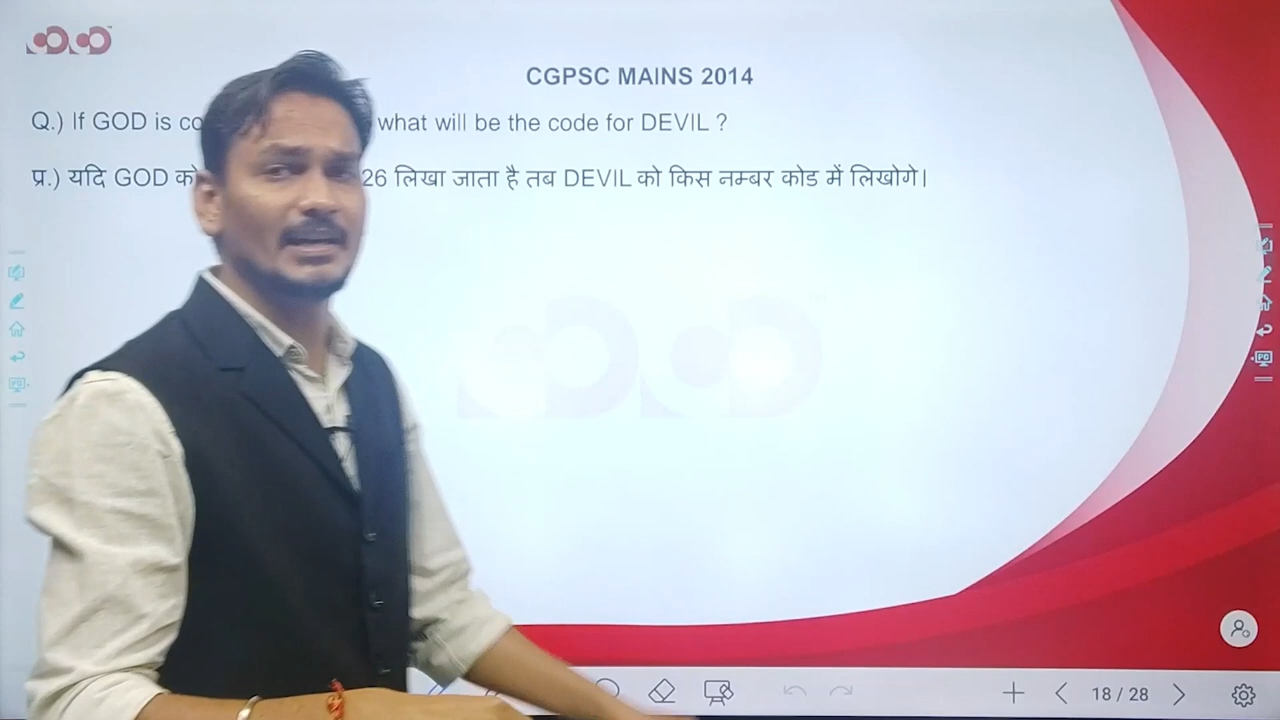 CGPSC MAINS 2014
Q.) If GOD is what will be the code for DEVIL ?
प्र.) यदि GOD को 26 लिखा जाता है तब DEVIL को किस नम्बर कोड में लिखोगे।
18 / 28